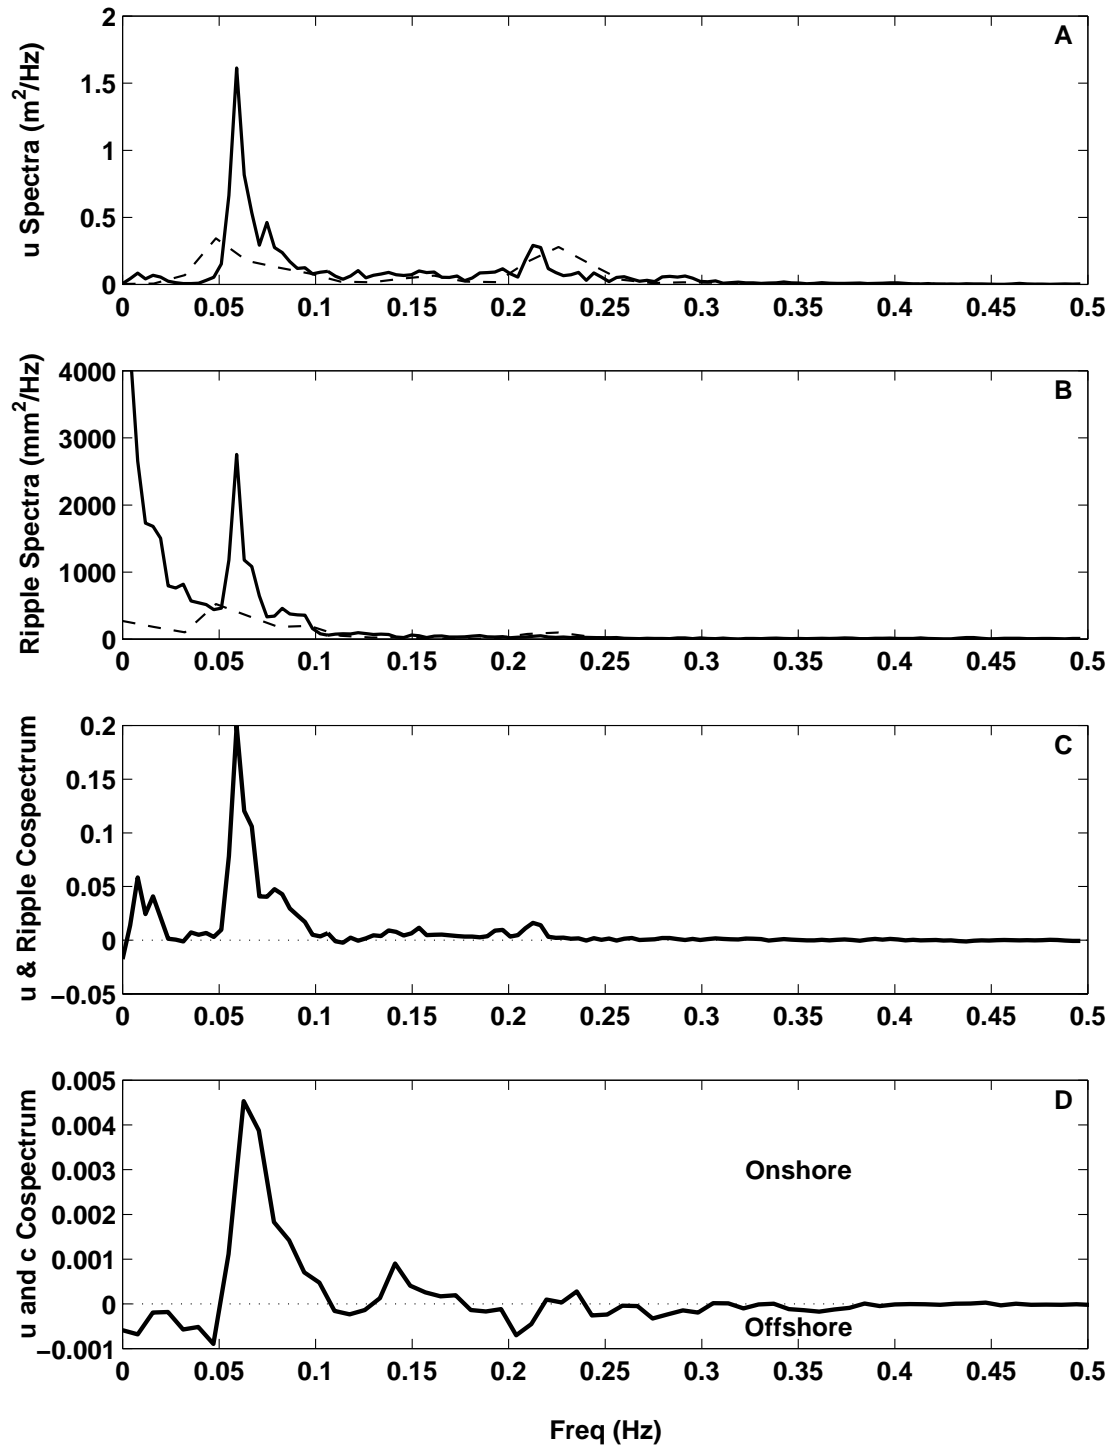 A
u Spectra (m²/Hz)
2
1.5
1
0.5
0
0 0.05 0.1 0.15 0.2 0.25 0.3 0.35 0.4 0.45 0.5
B
Ripple Spectra (mm²/Hz)
4000
3000
2000
1000
0
0 0.05 0.1 0.15 0.2 0.25 0.3 0.35 0.4 0.45 0.5
C
u & Ripple Cospectrum
0.2
0.15
0.1
0.05
0
−0.05
0 0.05 0.1 0.15 0.2 0.25 0.3 0.35 0.4 0.45 0.5
D
u and c Cospectrum
0.005
0.004
0.003
0.002
0.001
0
−0.001
Onshore
Offshore
0 0.05 0.1 0.15 0.2 0.25 0.3 0.35 0.4 0.45 0.5
Freq (Hz)